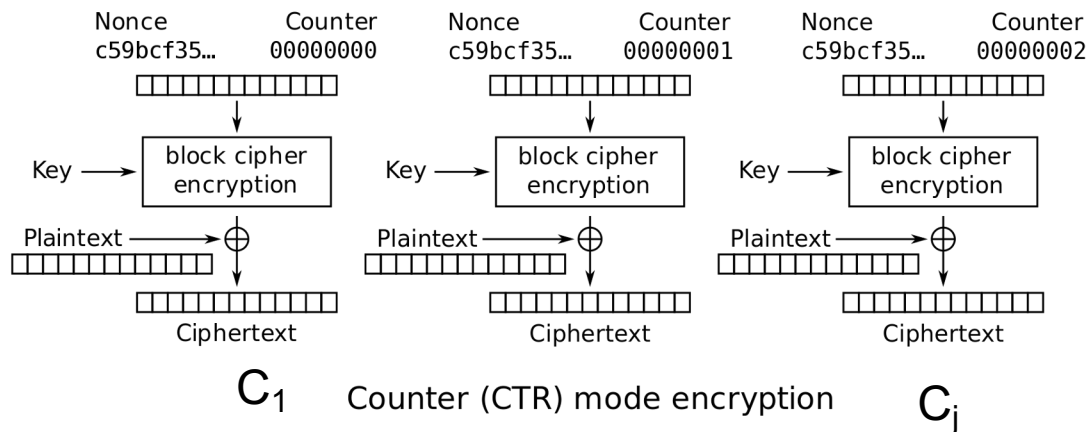 Nonce Counter Nonce Counter Nonce Counter
c59bcf35… 00000000 c59bcf35… 00000001 c59bcf35… 00000002
Key block cipher encryption Key block cipher encryption Key block cipher encryption
Plaintext Plaintext Plaintext
Ciphertext Ciphertext Ciphertext
C1 Counter (CTR) mode encryption Cj